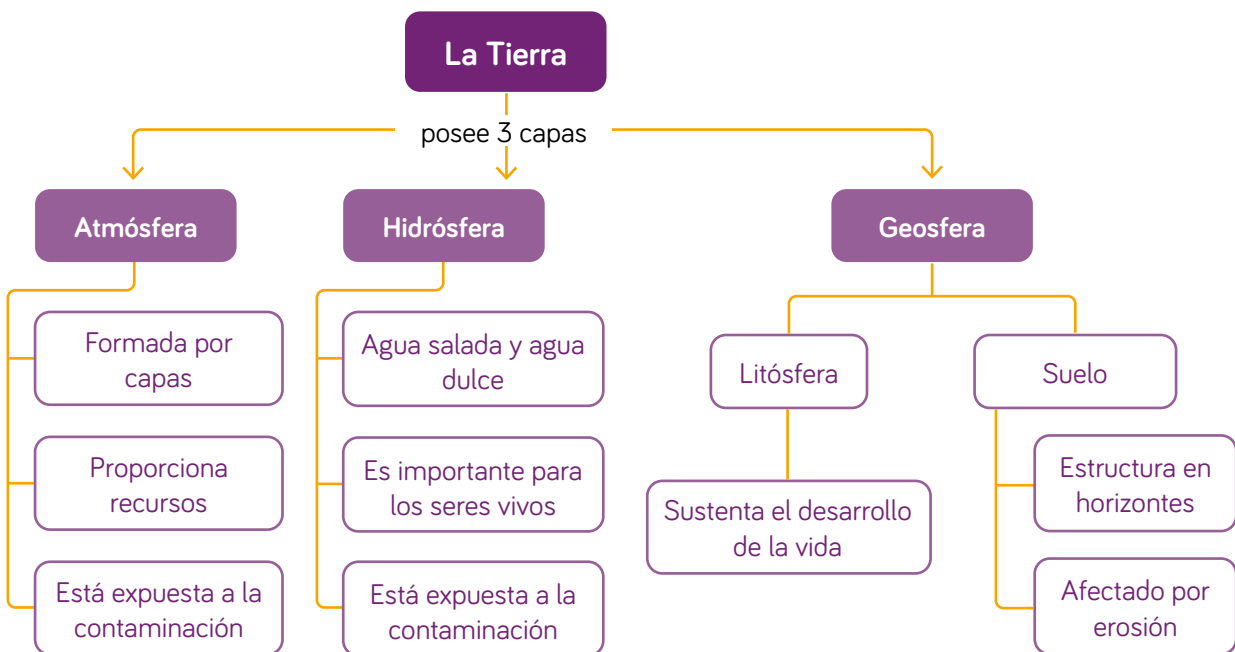 La Tierra
posee 3 capas
Atmósfera
Formada por
capas
Proporciona
recursos
Está expuesta a la
contaminación
Hidrósfera
Agua salada y agua
dulce
Es importante para
los seres vivos
Está expuesta a la
contaminación
Geosfera
Litósfera
Sustenta el desarrollo
de la vida
Suelo
Estructura en
horizontes
Afectado por
erosión